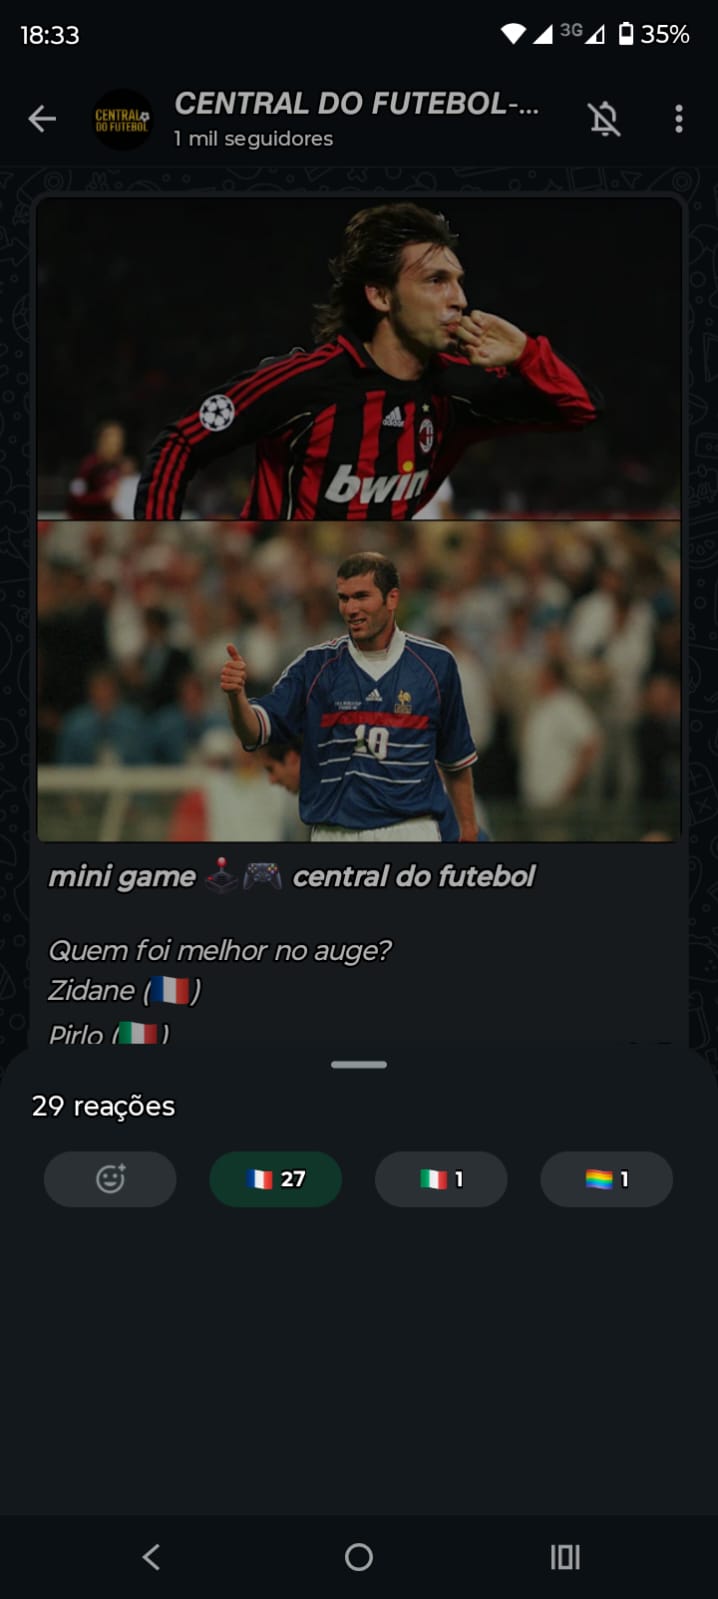 18:33
3G
35%
CENTRAL DO FUTEBOL-...
CENTRAL
DO FUTEBOL
1 mil seguidores
adidas
bwin
10
mini game 🕹️🎮 central do futebol
Quem foi melhor no auge?
Zidane (🇫🇷)
Pirlo (🇮🇹)
29 reações
🇫🇷 27
🇮🇹 1
🏳️‍🌈 1